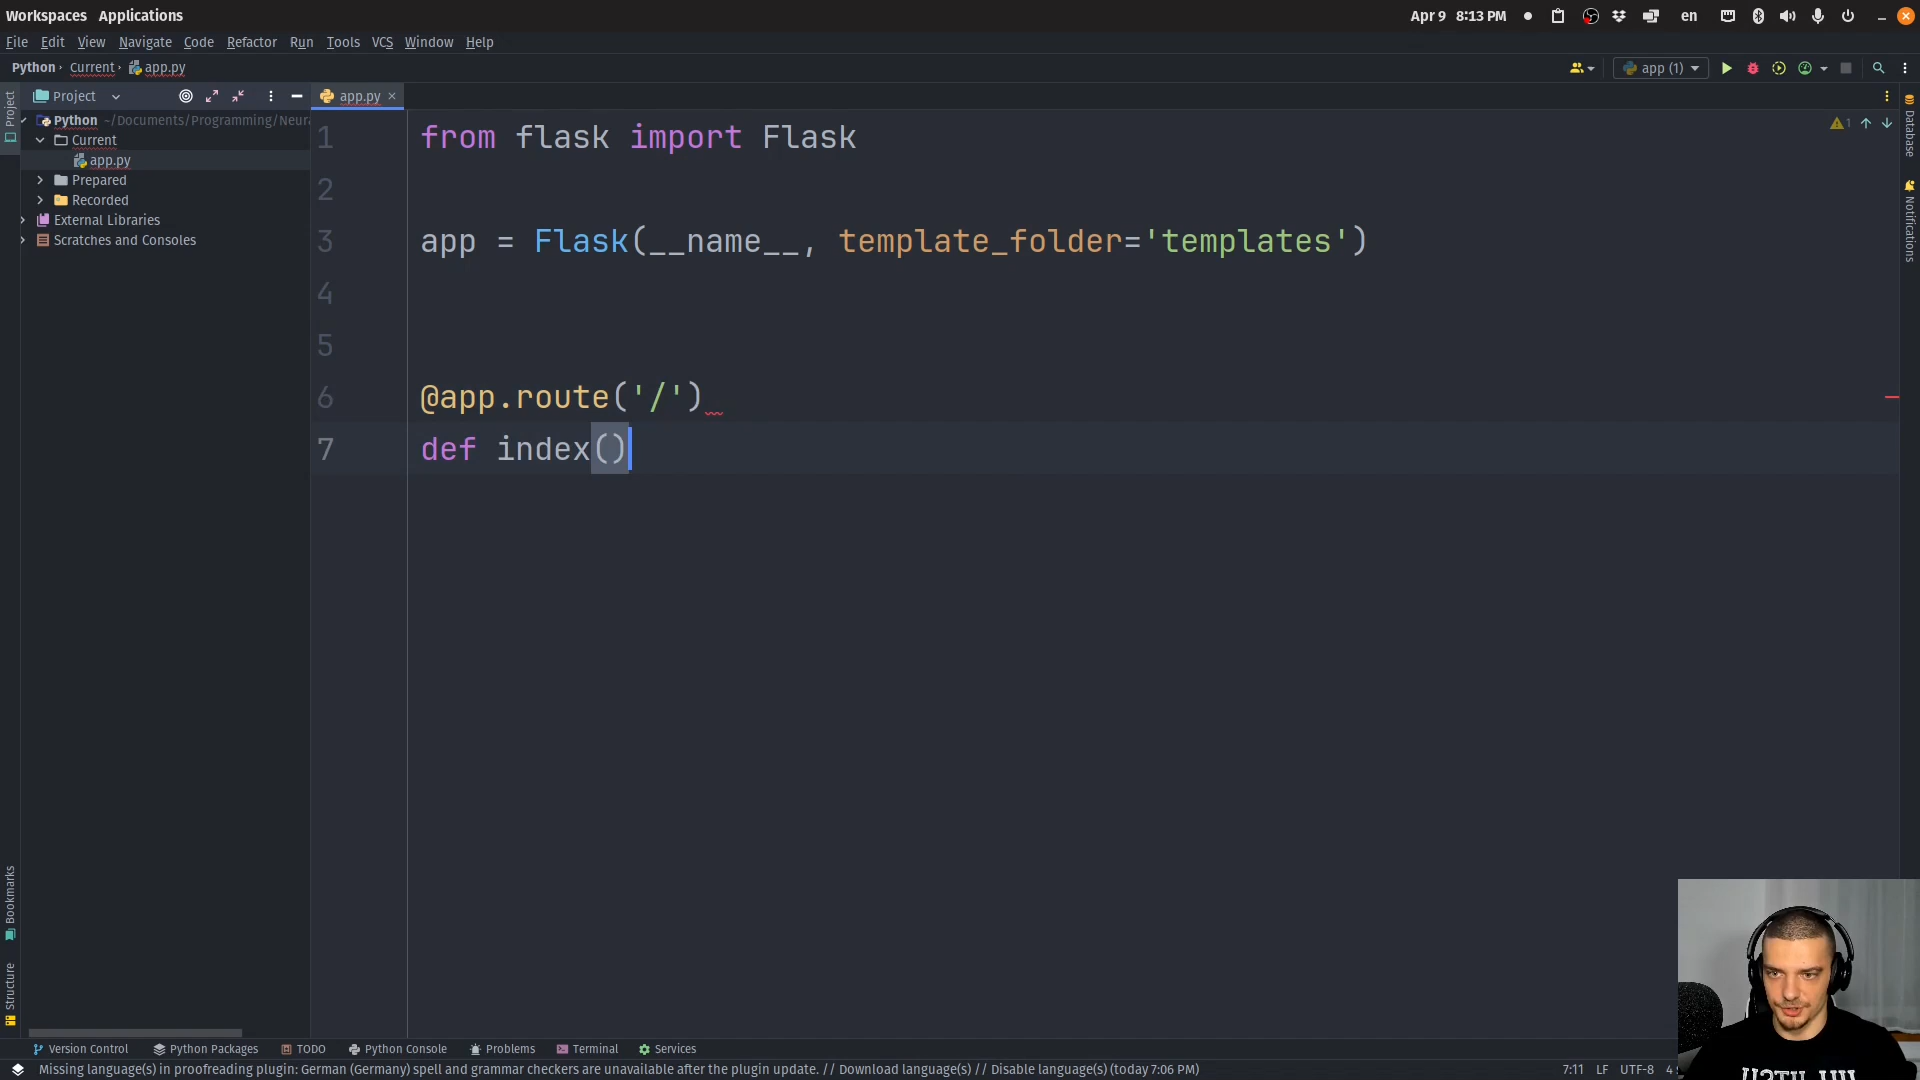 Workspaces Applications
Apr 9 8:13 PM en
File Edit View Navigate Code Refactor Run Tools VCS Window Help
Python Current app.py
app (1)
Project
app.py
Project
Python ~/Documents/Programming/Neura
Current
app.py
Prepared
Recorded
External Libraries
Scratches and Consoles
1 from flask import Flask
2
3 app = Flask(__name__, template_folder='templates')
4
5
6 @app.route('/')
7 def index()
1
Database
Notifications
Bookmarks
Structure
Version Control Python Packages TODO Python Console Problems Terminal Services
Missing language(s) in proofreading plugin: German (Germany) spell and grammar checkers are unavailable after the plugin update. // Download language(s) // Disable language(s) (today 7:06 PM)
7:11 LF UTF-8 4